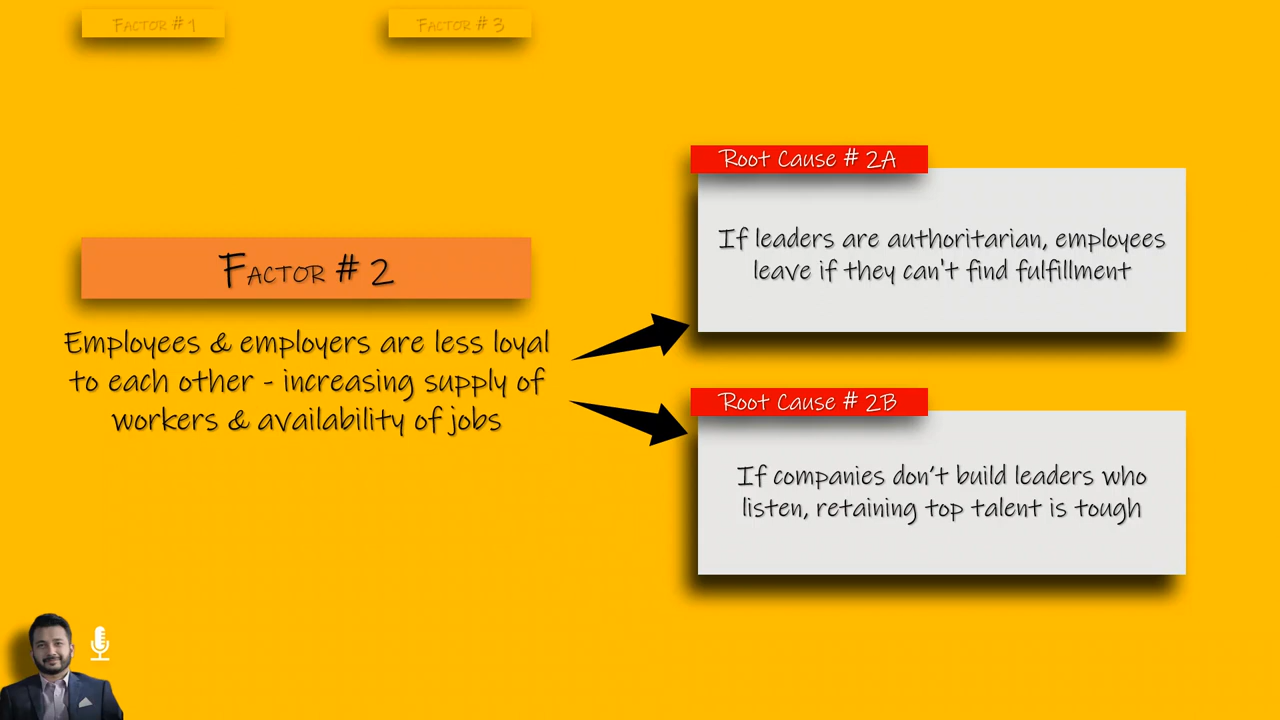 Factor # 1
Factor # 3
Factor # 2
Employees & employers are less loyal
to each other - increasing supply of
workers & availability of jobs
Root Cause # 2A
If leaders are authoritarian, employees
leave if they can't find fulfillment
Root Cause # 2B
If companies don’t build leaders who
listen, retaining top talent is tough